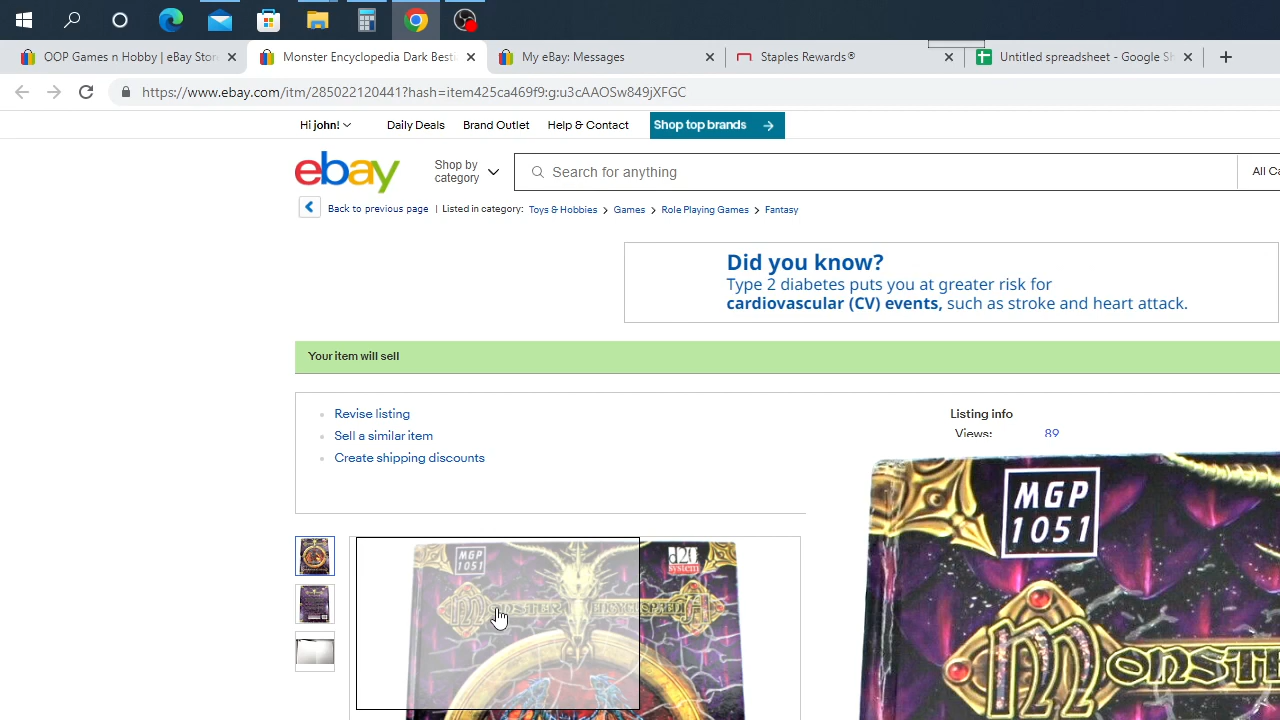 OOP Games n Hobby | eBay Stor
Monster Encyclopedia Dark Besti
My eBay: Messages
Staples Rewards®
Untitled spreadsheet - Google Sh
https://www.ebay.com/itm/285022120441?hash=item425ca469f9:g:u3cAAOSw849jXFGC
Hi john! Daily Deals Brand Outlet Help & Contact Shop top brands
ebay
Shop by
category
Search for anything
All Ca
Back to previous page | Listed in category: Toys & Hobbies > Games > Role Playing Games > Fantasy
Did you know?
Type 2 diabetes puts you at greater risk for
cardiovascular (CV) events, such as stroke and heart attack.
Your item will sell
Revise listing
Sell a similar item
Create shipping discounts
Listing info
Views: 89
MGP
1051
d20
system
MONSTER ENCYCLOPEDIA
MGP
1051
MONSTE